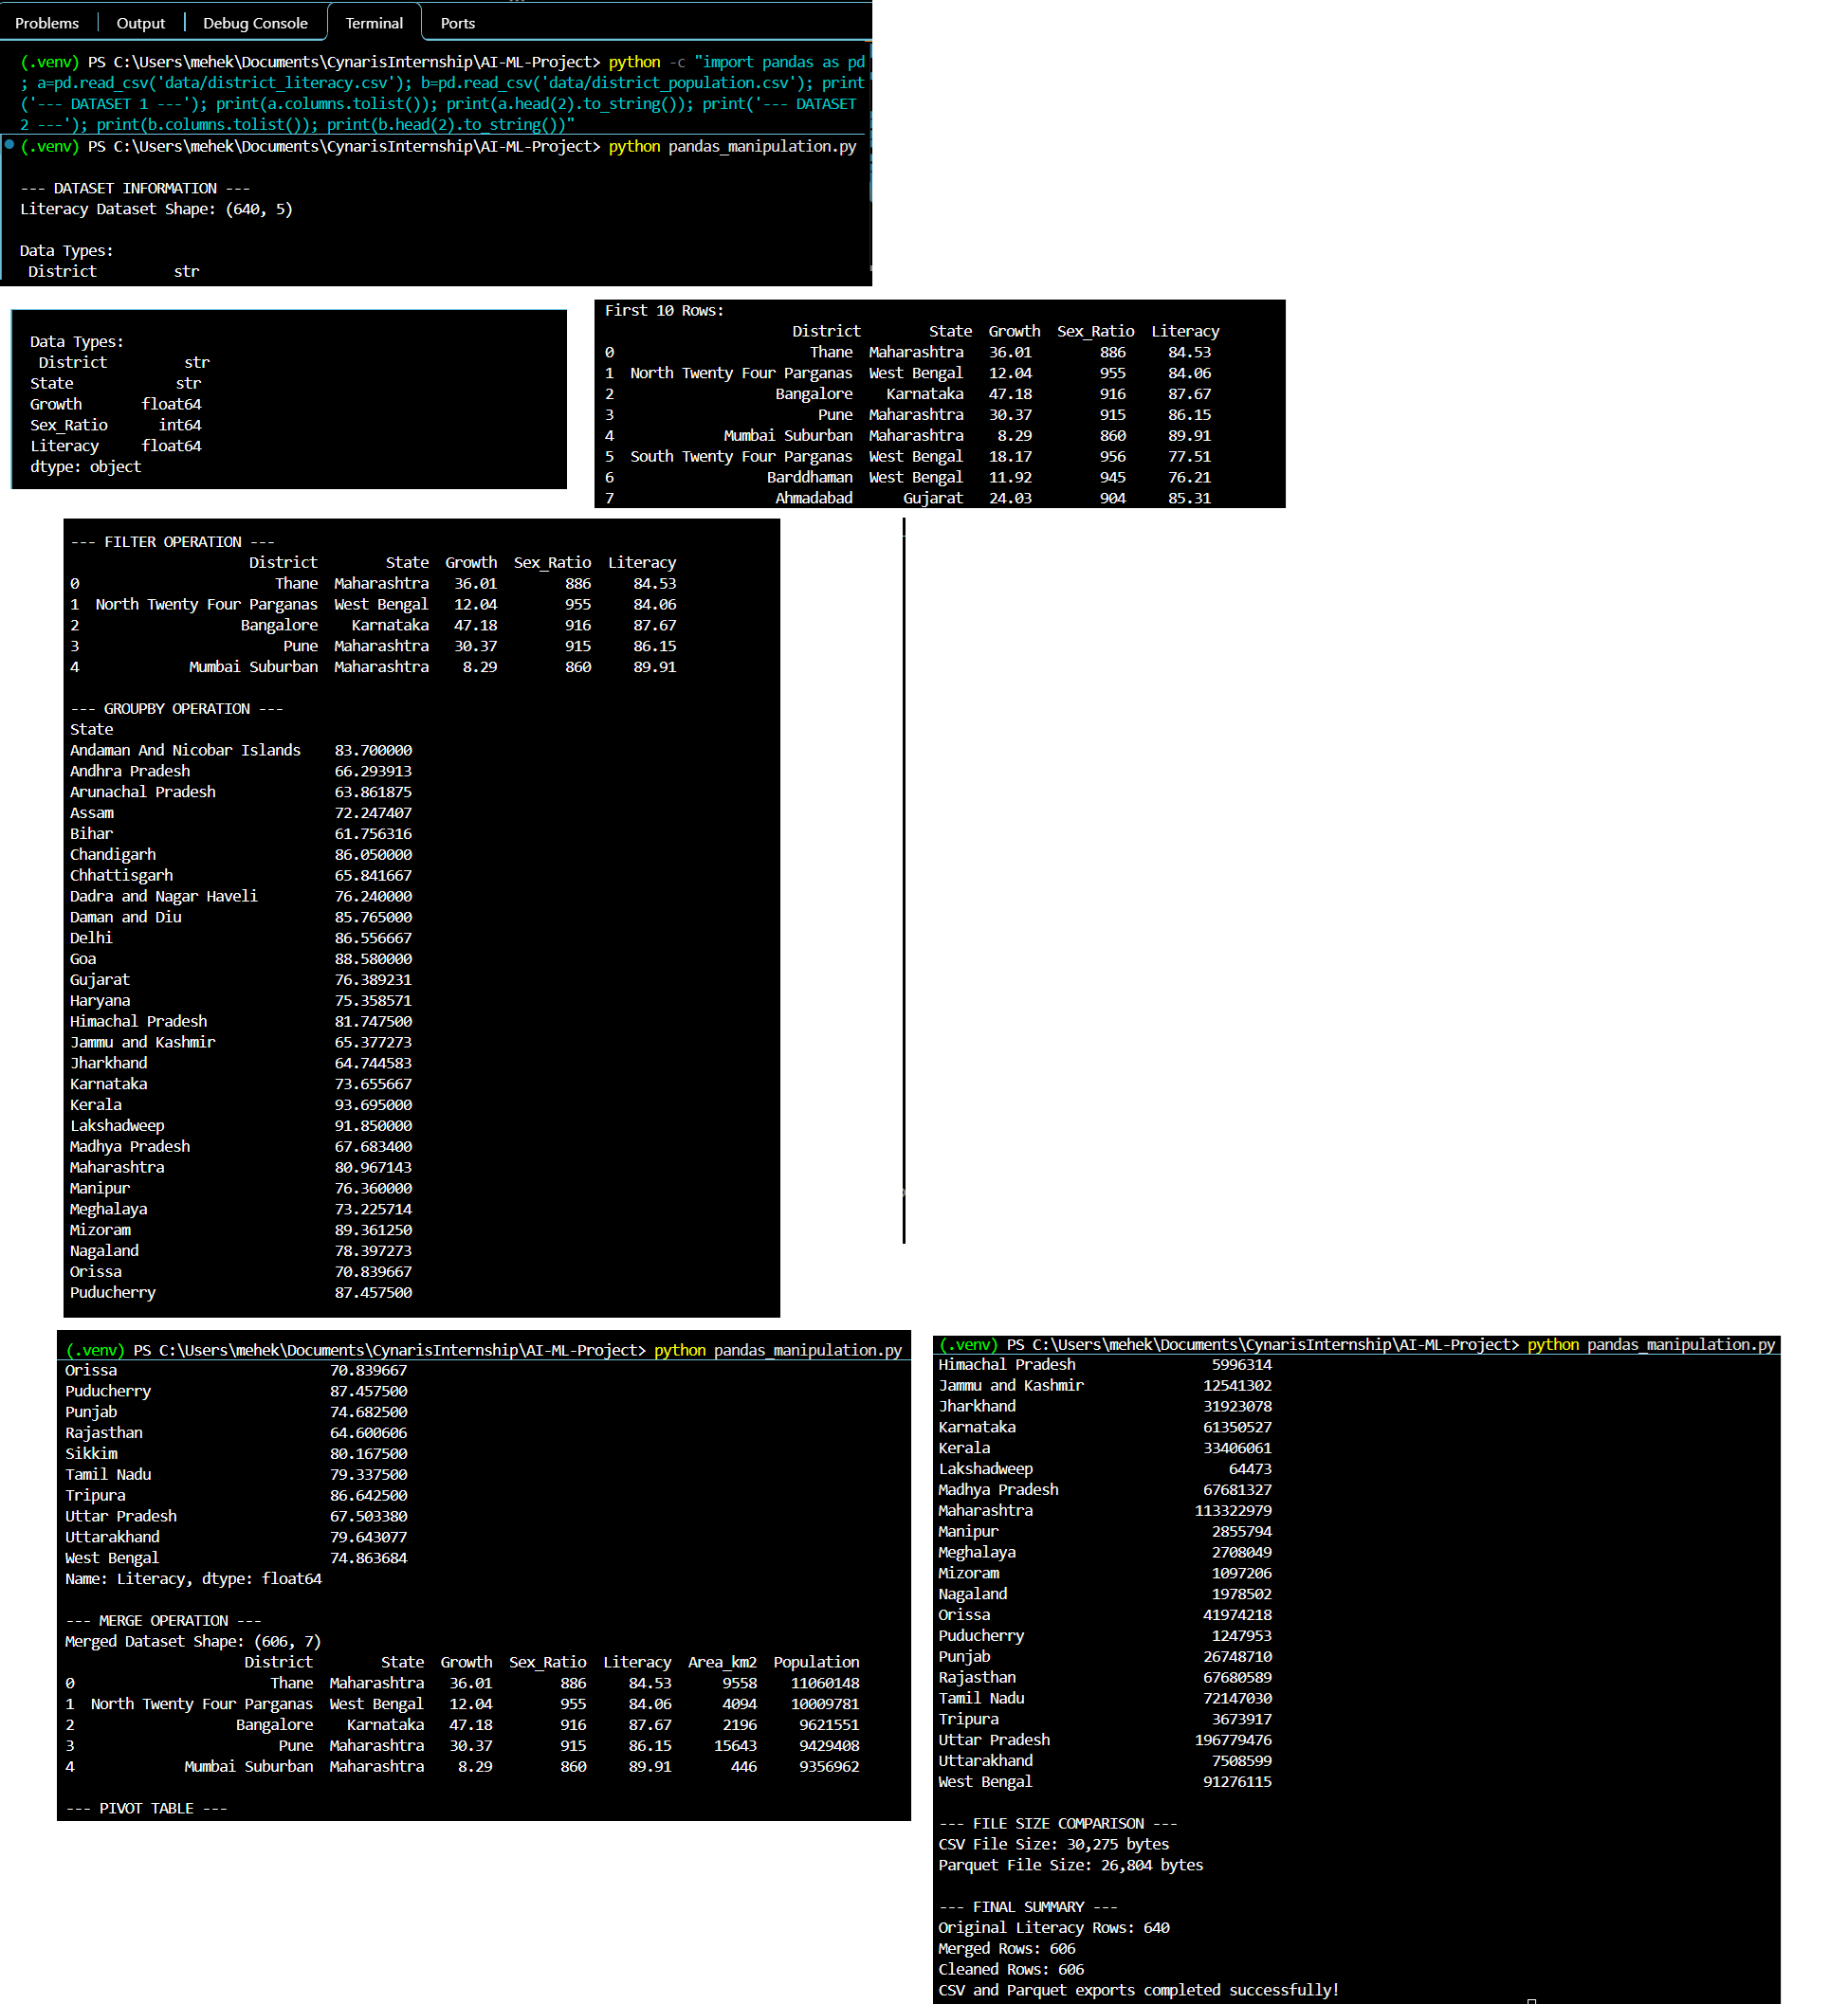 Problems Output Debug Console Terminal Ports
(.venv) PS C:\Users\mehek\Documents\CynarisInternship\AI-ML-Project> python -c "import pandas as pd
; a=pd.read_csv('data/district_literacy.csv'); b=pd.read_csv('data/district_population.csv'); print
('--- DATASET 1 ---'); print(a.columns.tolist()); print(a.head(2).to_string()); print('--- DATASET
2 ---'); print(b.columns.tolist()); print(b.head(2).to_string())"
(.venv) PS C:\Users\mehek\Documents\CynarisInternship\AI-ML-Project> python pandas_manipulation.py
--- DATASET INFORMATION ---
Literacy Dataset Shape: (640, 5)
Data Types:
District str
Data Types:
District str
State str
Growth float64
Sex_Ratio int64
Literacy float64
dtype: object
First 10 Rows:
District State Growth Sex_Ratio Literacy
0 Thane Maharashtra 36.01 886 84.53
1 North Twenty Four Parganas West Bengal 12.04 955 84.06
2 Bangalore Karnataka 47.18 916 87.67
3 Pune Maharashtra 30.37 915 86.15
4 Mumbai Suburban Maharashtra 8.29 860 89.91
5 South Twenty Four Parganas West Bengal 18.17 956 77.51
6 Barddhaman West Bengal 11.92 945 76.21
7 Ahmadabad Gujarat 24.03 904 85.31
--- FILTER OPERATION ---
District State Growth Sex_Ratio Literacy
0 Thane Maharashtra 36.01 886 84.53
1 North Twenty Four Parganas West Bengal 12.04 955 84.06
2 Bangalore Karnataka 47.18 916 87.67
3 Pune Maharashtra 30.37 915 86.15
4 Mumbai Suburban Maharashtra 8.29 860 89.91
--- GROUPBY OPERATION ---
State
Andaman And Nicobar Islands 83.700000
Andhra Pradesh 66.293913
Arunachal Pradesh 63.861875
Assam 72.247407
Bihar 61.756316
Chandigarh 86.050000
Chhattisgarh 65.841667
Dadra and Nagar Haveli 76.240000
Daman and Diu 85.765000
Delhi 86.556667
Goa 88.580000
Gujarat 76.389231
Haryana 75.358571
Himachal Pradesh 81.747500
Jammu and Kashmir 65.377273
Jharkhand 64.744583
Karnataka 73.655667
Kerala 93.695000
Lakshadweep 91.850000
Madhya Pradesh 67.683400
Maharashtra 80.967143
Manipur 76.360000
Meghalaya 73.225714
Mizoram 89.361250
Nagaland 78.397273
Orissa 70.839667
Puducherry 87.457500
(.venv) PS C:\Users\mehek\Documents\CynarisInternship\AI-ML-Project> python pandas_manipulation.py
Orissa 70.839667
Puducherry 87.457500
Punjab 74.682500
Rajasthan 64.600606
Sikkim 80.167500
Tamil Nadu 79.337500
Tripura 86.642500
Uttar Pradesh 67.503380
Uttarakhand 79.643077
West Bengal 74.863684
Name: Literacy, dtype: float64
--- MERGE OPERATION ---
Merged Dataset Shape: (606, 7)
District State Growth Sex_Ratio Literacy Area_km2 Population
0 Thane Maharashtra 36.01 886 84.53 9558 11060148
1 North Twenty Four Parganas West Bengal 12.04 955 84.06 4094 10009781
2 Bangalore Karnataka 47.18 916 87.67 2196 9621551
3 Pune Maharashtra 30.37 915 86.15 15643 9429408
4 Mumbai Suburban Maharashtra 8.29 860 89.91 446 9356962
--- PIVOT TABLE ---
(.venv) PS C:\Users\mehek\Documents\CynarisInternship\AI-ML-Project> python pandas_manipulation.py
Himachal Pradesh 5996314
Jammu and Kashmir 12541302
Jharkhand 31923078
Karnataka 61350527
Kerala 33406061
Lakshadweep 64473
Madhya Pradesh 67681327
Maharashtra 113322979
Manipur 2855794
Meghalaya 2708049
Mizoram 1097206
Nagaland 1978502
Orissa 41974218
Puducherry 1247953
Punjab 26748710
Rajasthan 67680589
Tamil Nadu 72147030
Tripura 3673917
Uttar Pradesh 196779476
Uttarakhand 7508599
West Bengal 91276115
--- FILE SIZE COMPARISON ---
CSV File Size: 30,275 bytes
Parquet File Size: 26,804 bytes
--- FINAL SUMMARY ---
Original Literacy Rows: 640
Merged Rows: 606
Cleaned Rows: 606
CSV and Parquet exports completed successfully!